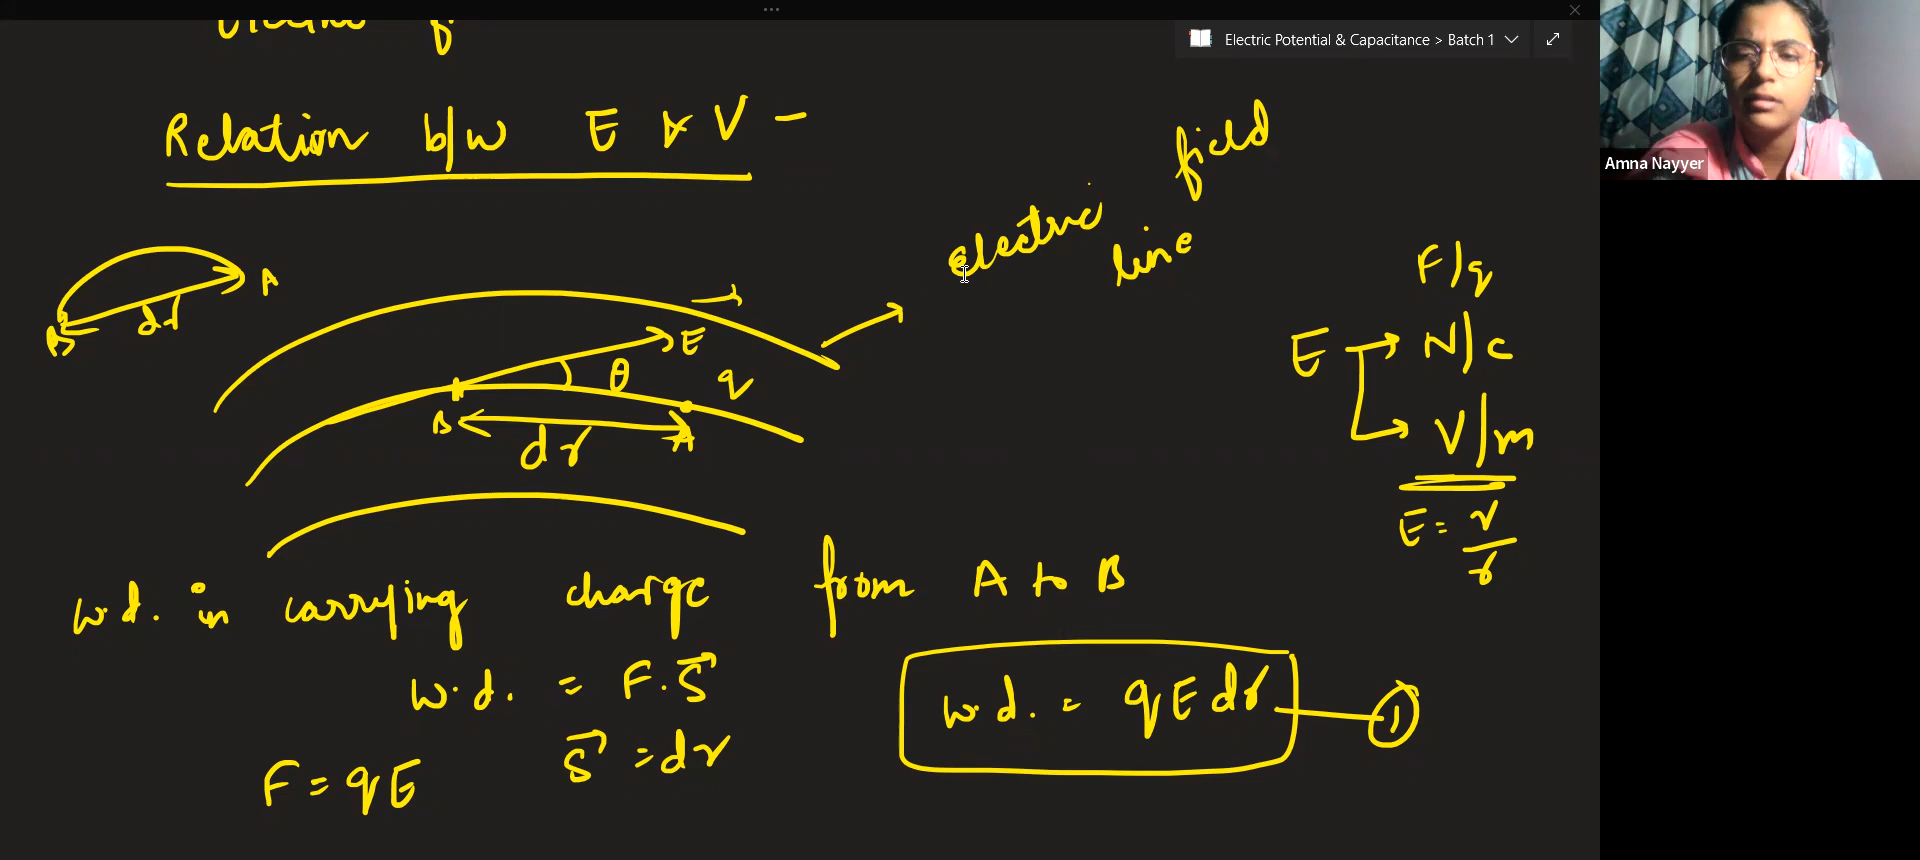 Electric Potential & Capacitance > Batch 1
Amna Nayyer
Relation b/w E & V -
Electric field
line
A
B
dr
E
θ
q
B
A
dr
F/q
E → N/C
→ V/m
E = V/r
w.d. in carrying charge from A to B
w.d. = F.S
w.d. = qEdr
①
S = dr
F = qE